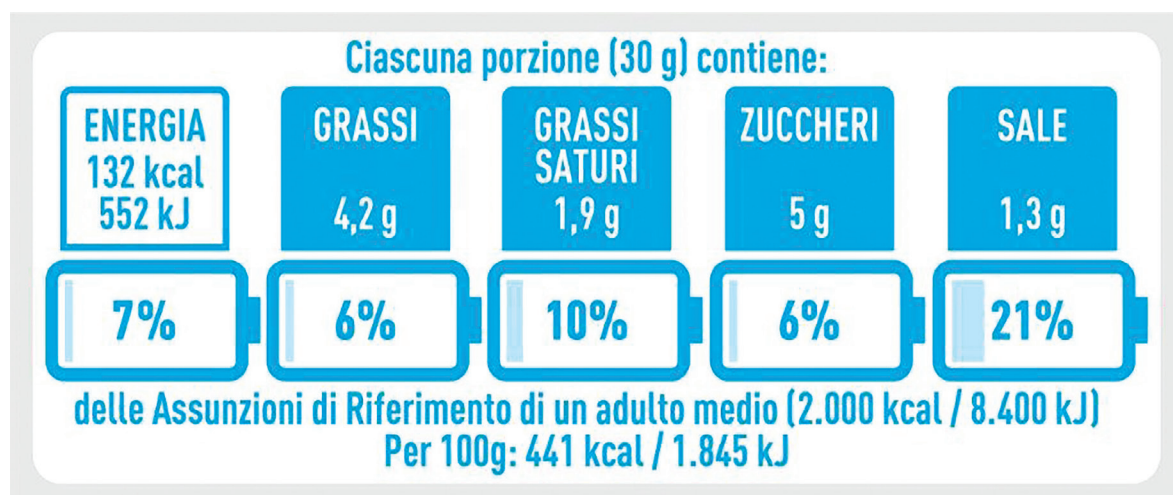 Ciascuna porzione (30 g) contiene:
ENERGIA
132 kcal
552 kJ
7%
GRASSI
4,2 g
6%
GRASSI
SATURI
1,9 g
10%
ZUCCHERI
5 g
6%
SALE
1,3 g
21%
delle Assunzioni di Riferimento di un adulto medio (2.000 kcal / 8.400 kJ)
Per 100g: 441 kcal / 1.845 kJ